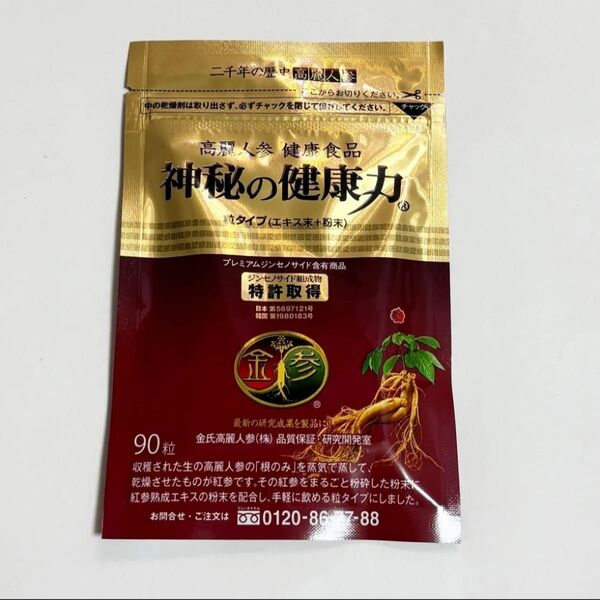 二千年の歴史 高麗人参
ここからお切りください。
中の乾燥剤は取り出さず、必ずチャックを閉じて保存してください。
チャック
高麗人参 健康食品
神秘の健康力®
粒タイプ(エキス末+粉末)
プレミアムジンセノサイド含有商品
ジンセノサイド組成物
特許取得
日本 第5697121号
韓国 第1980183号
金参
®
最新の研究成果を製品に!
金氏高麗人参(株) 品質保証・研究開発室
90粒
収穫された生の高麗人参の「根のみ」を蒸気で蒸して、
乾燥させたものが紅参です。その紅参をまるごと粉砕した粉末に
紅参熟成エキスの粉末を配合し、手軽に飲める粒タイプにしました。
お問合せ・ご注文は フリーダイヤル 0120-86-
7-88